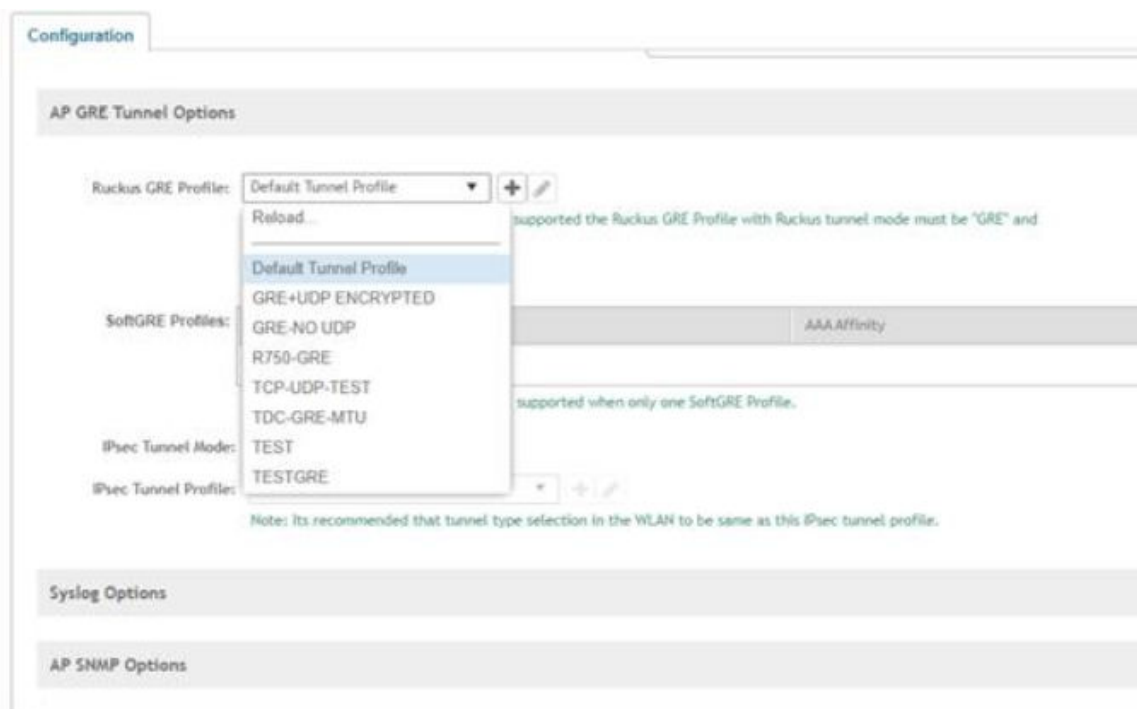 Configuration
AP GRE Tunnel Options
Ruckus GRE Profile:
Default Tunnel Profile
Reload...
supported the Ruckus GRE Profile with Ruckus tunnel mode must be "GRE" and
Default Tunnel Profile
GRE+UDP ENCRYPTED
SoftGRE Profiles:
GRE-NO UDP
AAA Affinity
R750-GRE
TCP-UDP-TEST
supported when only one SoftGRE Profile.
TDC-GRE-MTU
IPsec Tunnel Mode:
TEST
TESTGRE
IPsec Tunnel Profile:
Note: Its recommended that tunnel type selection in the WLAN to be same as this IPsec tunnel profile.
Syslog Options
AP SNMP Options